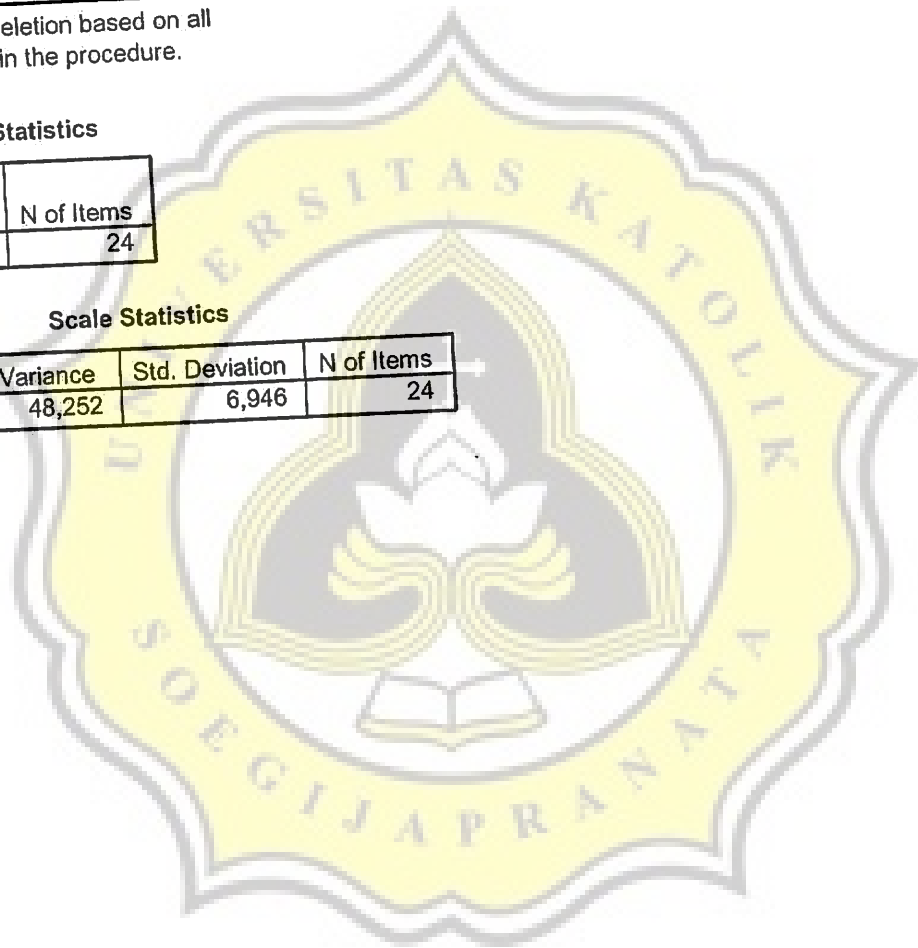 eletion based on all
in the procedure.
Statistics
N of Items
24
Scale Statistics
Variance Std. Deviation N of Items
48,252 6,946 24
UNIVERSITAS KATOLIK
SOEGIJAPRANATA